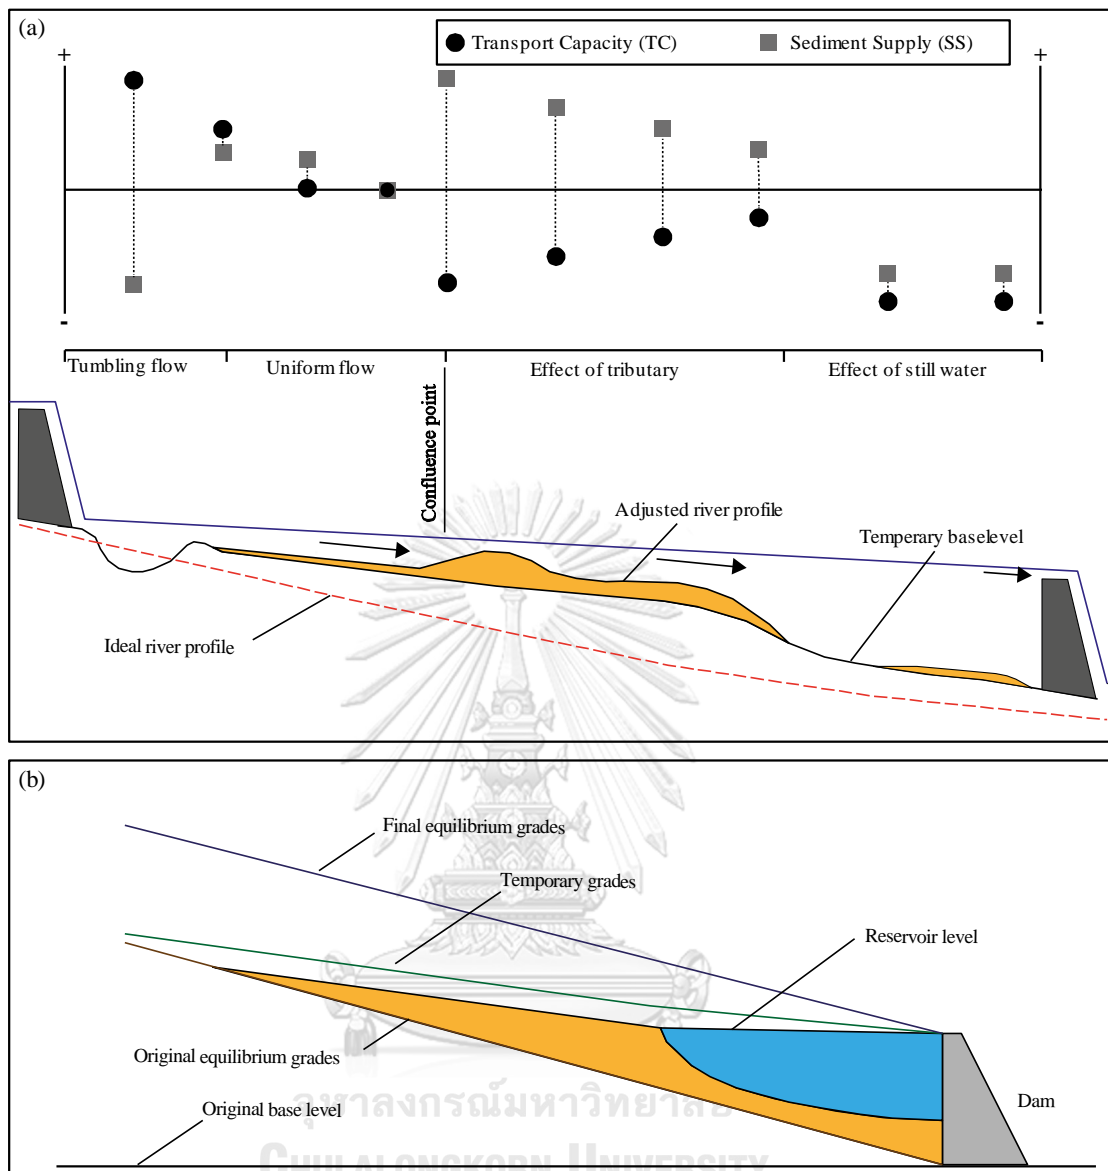 (a)
Transport Capacity (TC)
Sediment Supply (SS)
+
+
-
-
Tumbling flow
Uniform flow
Effect of tributary
Effect of still water
Confluence point
Adjusted river profile
Temperary baselevel
Ideal river profile
(b)
Final equilibrium grades
Temporary grades
Reservoir level
Original equilibrium grades
Original base level
Dam
จุฬาลงกรณ์มหาวิทยาลัย
CHULALONGKORN UNIVERSITY